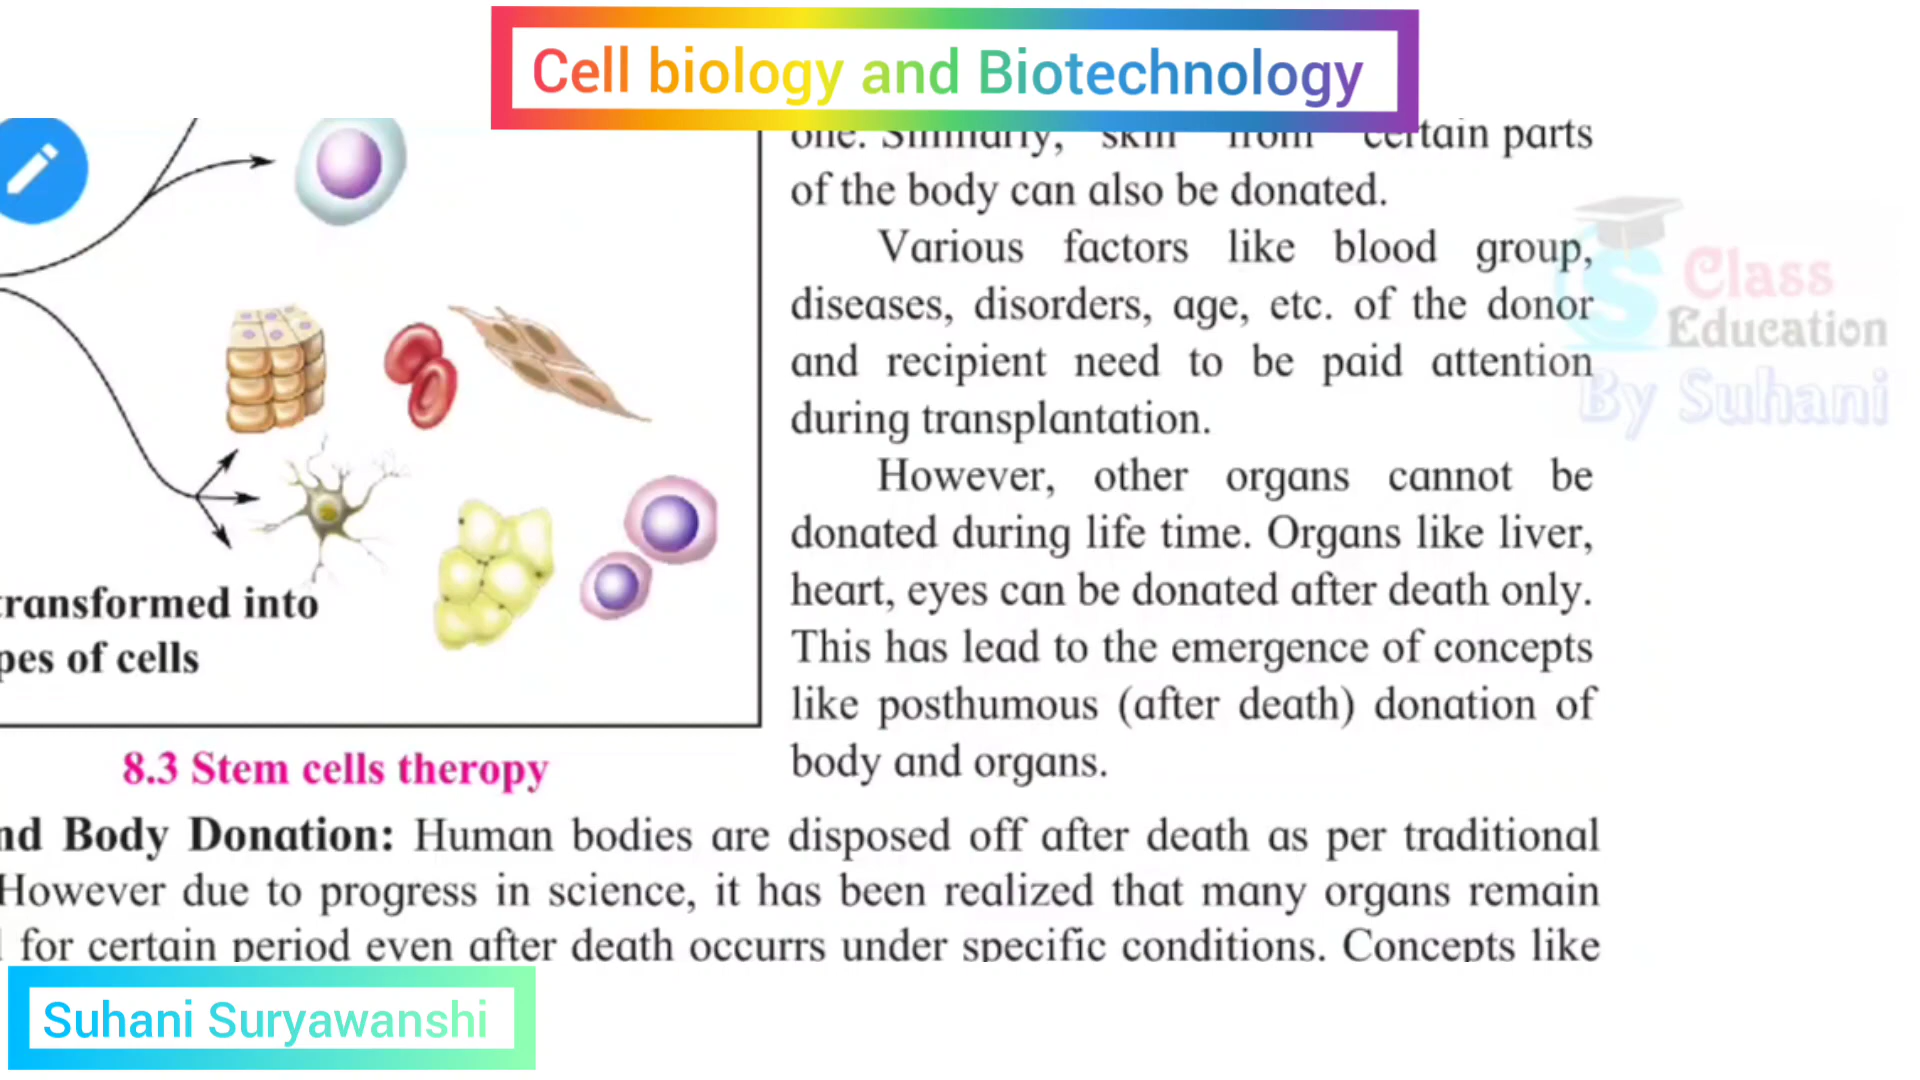 Cell biology and Biotechnology
one. Similarly, skin from certain parts
of the body can also be donated.
Various factors like blood group,
diseases, disorders, age, etc. of the donor
and recipient need to be paid attention
during transplantation.
However, other organs cannot be
donated during life time. Organs like liver,
heart, eyes can be donated after death only.
This has lead to the emergence of concepts
like posthumous (after death) donation of
body and organs.
Class
Education
By Suhani
transformed into
pes of cells
8.3 Stem cells theropy
nd Body Donation: Human bodies are disposed off after death as per traditional
However due to progress in science, it has been realized that many organs remain
for certain period even after death occurrs under specific conditions. Concepts like
Suhani Suryawanshi